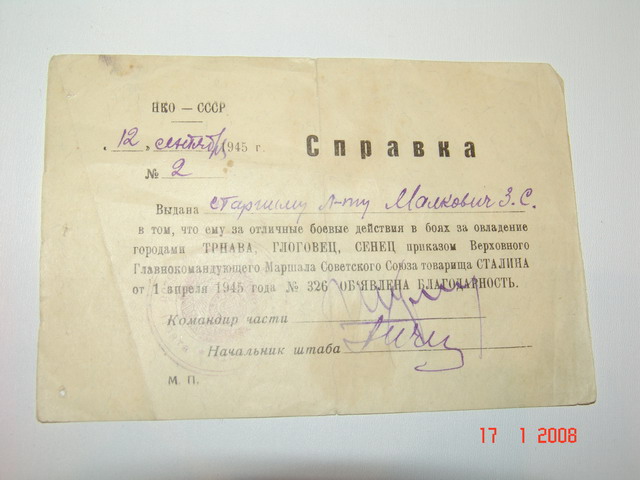 НКО — СССР
„ 12 „ сентября 1945 г.
Справка
№ 2
Выдана старшему л-ту Малкович З.С.
в том, что ему за отличные боевые действия в боях за овладение
городами ТРНАВА, ГЛОГОВЕЦ, СЕНЕЦ приказом Верховного
Главнокомандующего Маршала Советского Союза товарища СТАЛИНА
от 1 апреля 1945 года № 326 ОБ'ЯВЛЕНА БЛАГОДАРНОСТЬ.
Командир части
Начальник штаба
М. П.
17 1 2008